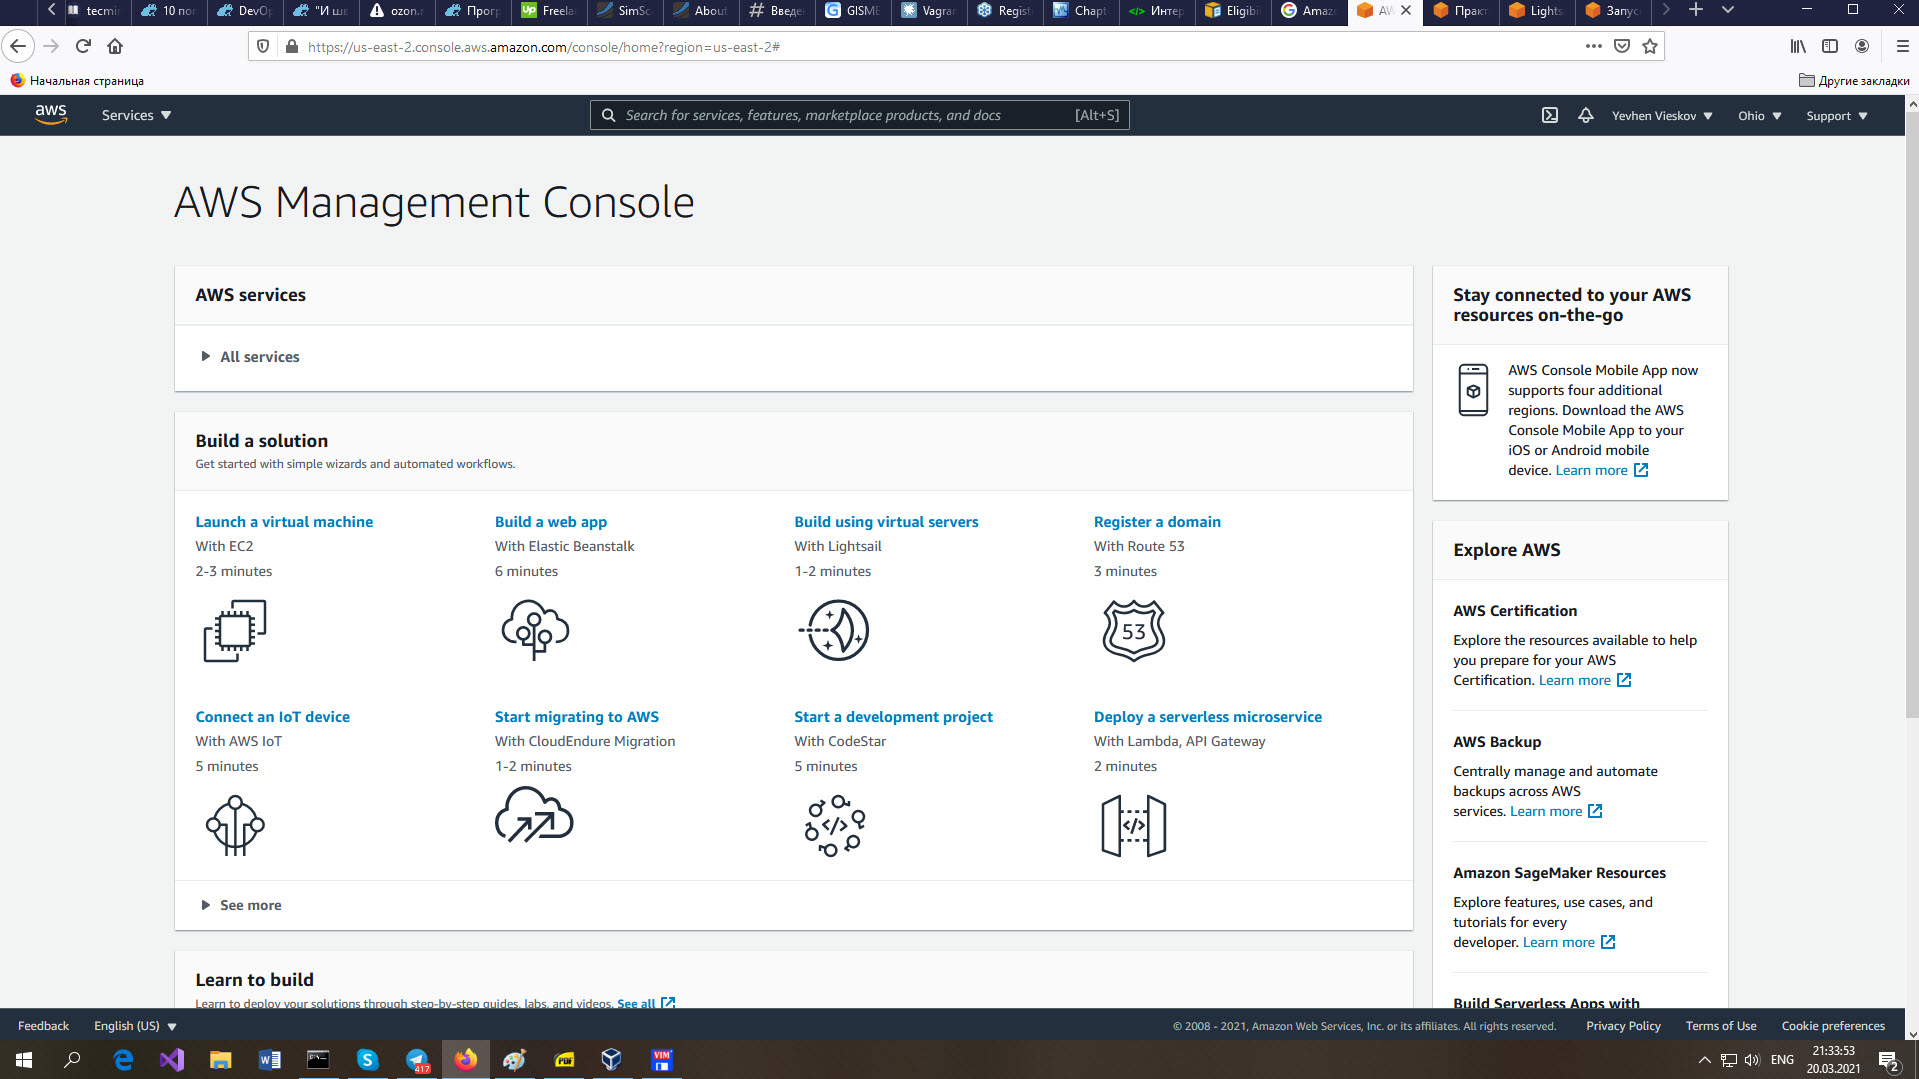 tecmi
10 пог
DevOp
"И шв
ozon.r
Прогр
Freela
SimSc
About
Введе
GISME
Vagra
Registr
Chapt
Интер
Eligibi
Amaz
AW
Практ
Lights
Запус
https://us-east-2.console.aws.amazon.com/console/home?region=us-east-2#
Начальная страница
Другие закладки
aws
Services
Search for services, features, marketplace products, and docs
[Alt+S]
Yevhen Vieskov
Ohio
Support
AWS Management Console
AWS services
All services
Build a solution
Get started with simple wizards and automated workflows.
Launch a virtual machine
With EC2
2-3 minutes
Build a web app
With Elastic Beanstalk
6 minutes
Build using virtual servers
With Lightsail
1-2 minutes
Register a domain
With Route 53
3 minutes
53
Connect an IoT device
With AWS IoT
5 minutes
Start migrating to AWS
With CloudEndure Migration
1-2 minutes
Start a development project
With CodeStar
5 minutes
Deploy a serverless microservice
With Lambda, API Gateway
2 minutes
See more
Learn to build
Learn to deploy your solutions through step-by-step guides, labs, and videos. See all
Stay connected to your AWS
resources on-the-go
AWS Console Mobile App now
supports four additional
regions. Download the AWS
Console Mobile App to your
iOS or Android mobile
device. Learn more
Explore AWS
AWS Certification
Explore the resources available to help
you prepare for your AWS
Certification. Learn more
AWS Backup
Centrally manage and automate
backups across AWS
services. Learn more
Amazon SageMaker Resources
Explore features, use cases, and
tutorials for every
developer. Learn more
Build Serverless Apps with
Feedback
English (US)
© 2008 - 2021, Amazon Web Services, Inc. or its affiliates. All rights reserved.
Privacy Policy
Terms of Use
Cookie preferences
417
PDF
VIM
ENG
21:33:53
20.03.2021
2